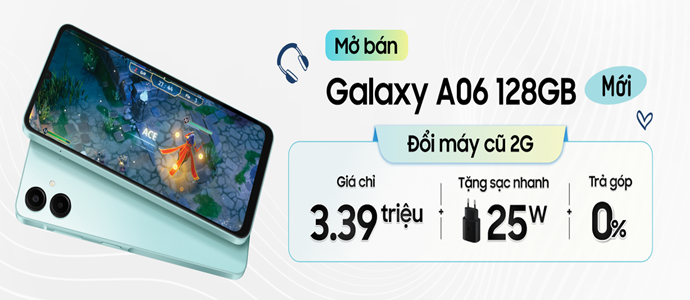 Mở bán
Galaxy A06 128GB
Mới
Đổi máy cũ 2G
Giá chỉ
3.39 triệu
Tặng sạc nhanh
25W
Trả góp
0%
ACE